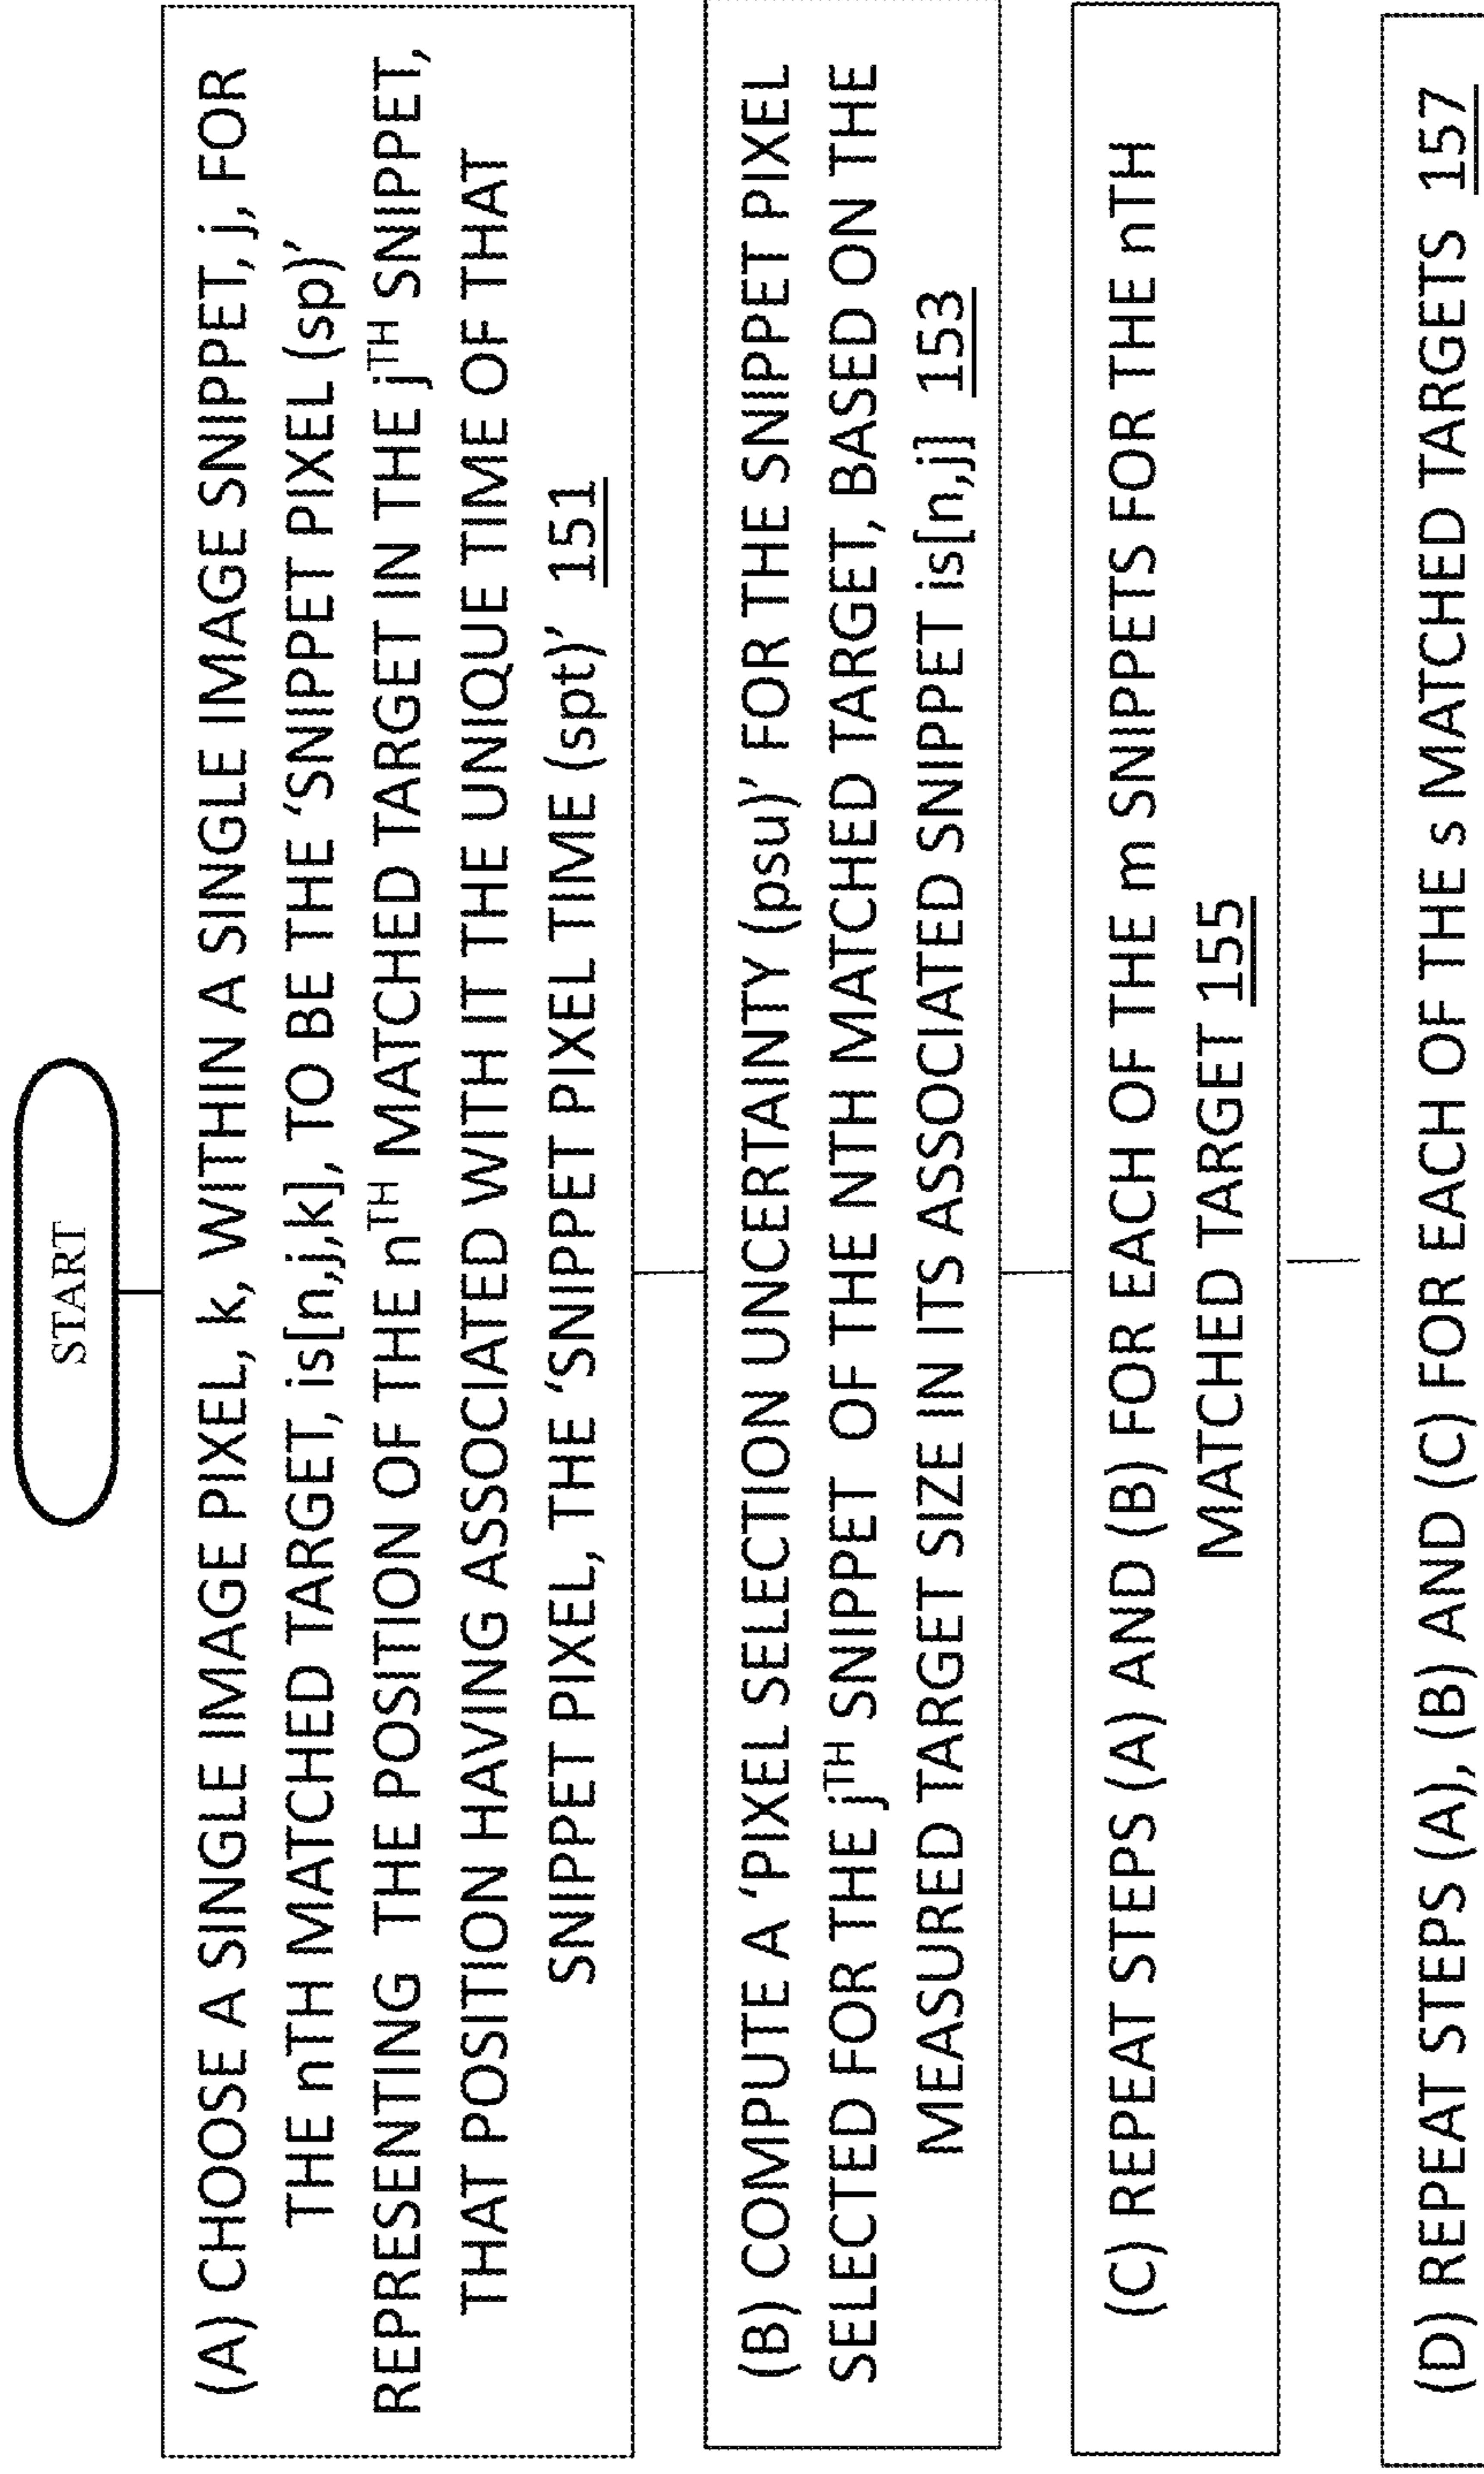 START
(A) CHOOSE A SINGLE IMAGE PIXEL, k, WITHIN A SINGLE IMAGE SNIPPET, j, FOR
THE nTH MATCHED TARGET, is[n,j,k], TO BE THE ‘SNIPPET PIXEL (sp)’
REPRESENTING THE POSITION OF THE nᵀᴴ MATCHED TARGET IN THE jᵀᴴ SNIPPET,
THAT POSITION HAVING ASSOCIATED WITH IT THE UNIQUE TIME OF THAT
SNIPPET PIXEL, THE ‘SNIPPET PIXEL TIME (spt)’ 151
(B) COMPUTE A ‘PIXEL SELECTION UNCERTAINTY (psu)’ FOR THE SNIPPET PIXEL
SELECTED FOR THE jᵀᴴ SNIPPET OF THE NTH MATCHED TARGET, BASED ON THE
MEASURED TARGET SIZE IN ITS ASSOCIATED SNIPPET is[n,j] 153
(C) REPEAT STEPS (A) AND (B) FOR EACH OF THE m SNIPPETS FOR THE nTH
MATCHED TARGET 155
(D) REPEAT STEPS (A), (B) AND (C) FOR EACH OF THE s MATCHED TARGETS 157